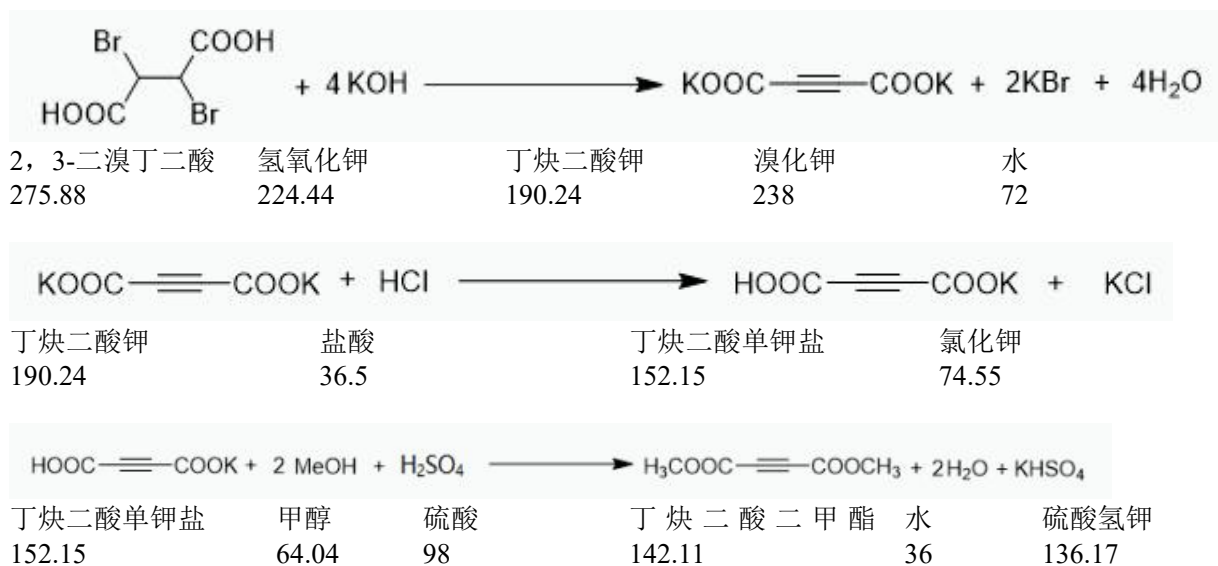 Br COOH
+ 4 KOH KOOC COOK + 2KBr + 4H₂O
HOOC Br
2，3-二溴丁二酸 氢氧化钾 丁炔二酸钾 溴化钾 水
275.88 224.44 190.24 238 72
KOOC COOK + HCl HOOC COOK + KCl
丁炔二酸钾 盐酸 丁炔二酸单钾盐 氯化钾
190.24 36.5 152.15 74.55
HOOC COOK + 2 MeOH + H₂SO₄ H₃COOC COOCH₃ + 2H₂O + KHSO₄
丁炔二酸单钾盐 甲醇 硫酸 丁 炔 二 酸 二 甲 酯 水 硫酸氢钾
152.15 64.04 98 142.11 36 136.17